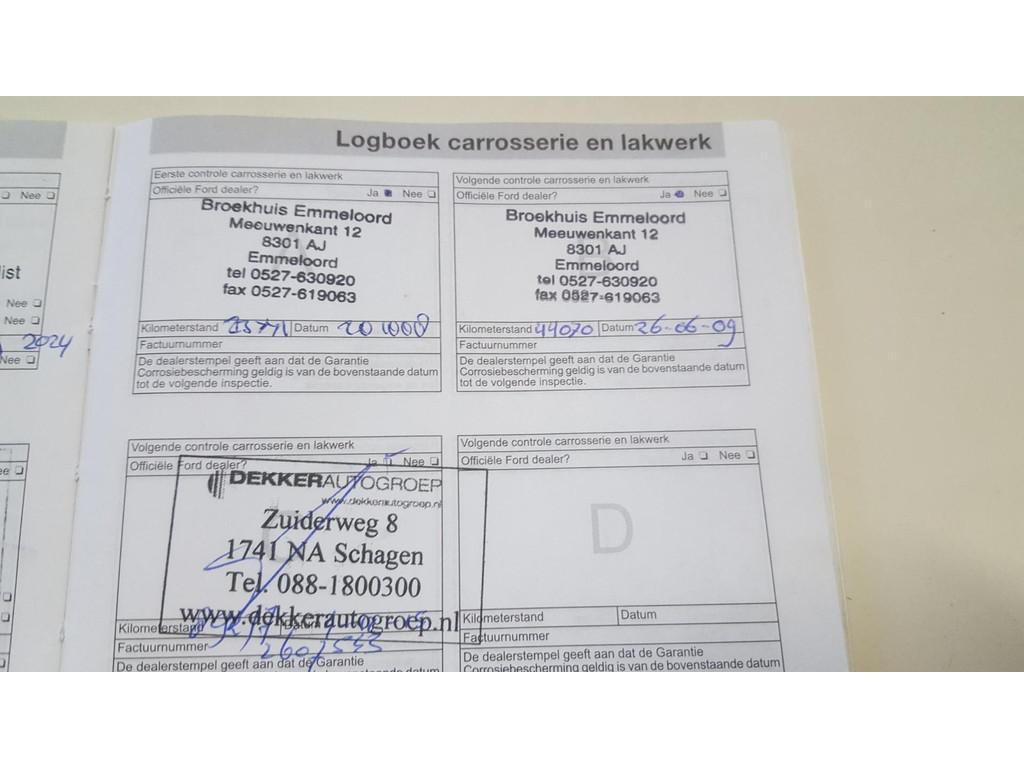 Logboek carrosserie en lakwerk
Nee
ist
Nee
Nee
2024
Nee
Eerste controle carrosserie en lakwerk
Officiële Ford dealer? Ja Nee
Broekhuis Emmeloord
Meeuwenkant 12
8301 AJ
Emmeloord
tel 0527-630920
fax 0527-619063
Kilometerstand Datum
Factuurnummer
De dealerstempel geeft aan dat de Garantie
Corrosiebescherming geldig is van de bovenstaande datum
tot de volgende inspectie.
Volgende controle carrosserie en lakwerk
Officiële Ford dealer? Ja Nee
Broekhuis Emmeloord
Meeuwenkant 12
8301 AJ
Emmeloord
tel 0527-630920
fax 0527-619063
Kilometerstand 44070 Datum 26-06-09
Factuurnummer
De dealerstempel geeft aan dat de Garantie
Corrosiebescherming geldig is van de bovenstaande datum
tot de volgende inspectie.
Volgende controle carrosserie en lakwerk
Officiële Ford dealer? Ja Nee
DEKKERAUTOGROEP
www.dekkerautogroep.nl
Zuiderweg 8
1741 NA Schagen
Tel. 088-1800300
www.dekkerautogroep.nl
Kilometerstand Datum
Factuurnummer 260/533
De dealerstempel geeft aan dat de Garantie
Volgende controle carrosserie en lakwerk
Officiële Ford dealer? Ja Nee
D
Kilometerstand Datum
Factuurnummer
De dealerstempel geeft aan dat de Garantie
Corrosiebescherming geldig is van de bovenstaande datum